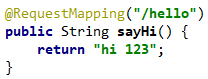 @RequestMapping("/hello")
public String sayHi() {
    return "hi 123";
}